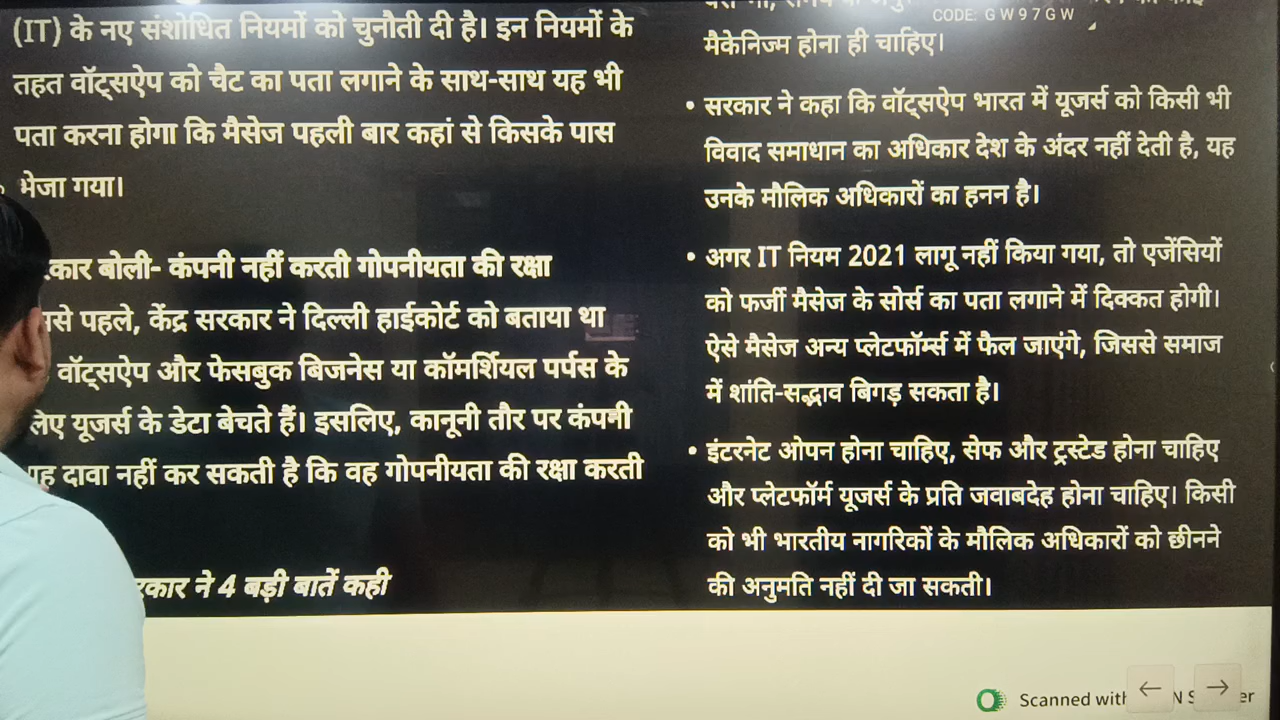 (IT) के नए संशोधित नियमों को चुनौती दी है। इन नियमों के
तहत वॉट्सऐप को चैट का पता लगाने के साथ-साथ यह भी
पता करना होगा कि मैसेज पहली बार कहां से किसके पास
भेजा गया।
बोली- कंपनी नहीं करती गोपनीयता की रक्षा
पहले, केंद्र सरकार ने दिल्ली हाईकोर्ट को बताया था
वॉट्सऐप और फेसबुक बिजनेस या कॉमर्शियल पर्पस के
यूजर्स के डेटा बेचते हैं। इसलिए, कानूनी तौर पर कंपनी
दावा नहीं कर सकती है कि वह गोपनीयता की रक्षा करती
ने 4 बड़ी बातें कही
CODE: GW97GW
मैकेनिज्म होना ही चाहिए।
• सरकार ने कहा कि वॉट्सऐप भारत में यूजर्स को किसी भी
विवाद समाधान का अधिकार देश के अंदर नहीं देती है, यह
उनके मौलिक अधिकारों का हनन है।
• अगर IT नियम 2021 लागू नहीं किया गया, तो एजेंसियों
को फर्जी मैसेज के सोर्स का पता लगाने में दिक्कत होगी।
ऐसे मैसेज अन्य प्लेटफॉर्म्स में फैल जाएंगे, जिससे समाज
में शांति-सद्भाव बिगड़ सकता है।
• इंटरनेट ओपन होना चाहिए, सेफ और ट्रस्टेड होना चाहिए
और प्लेटफॉर्म यूजर्स के प्रति जवाबदेह होना चाहिए। किसी
को भी भारतीय नागरिकों के मौलिक अधिकारों को छीनने
की अनुमति नहीं दी जा सकती।
Scanned with